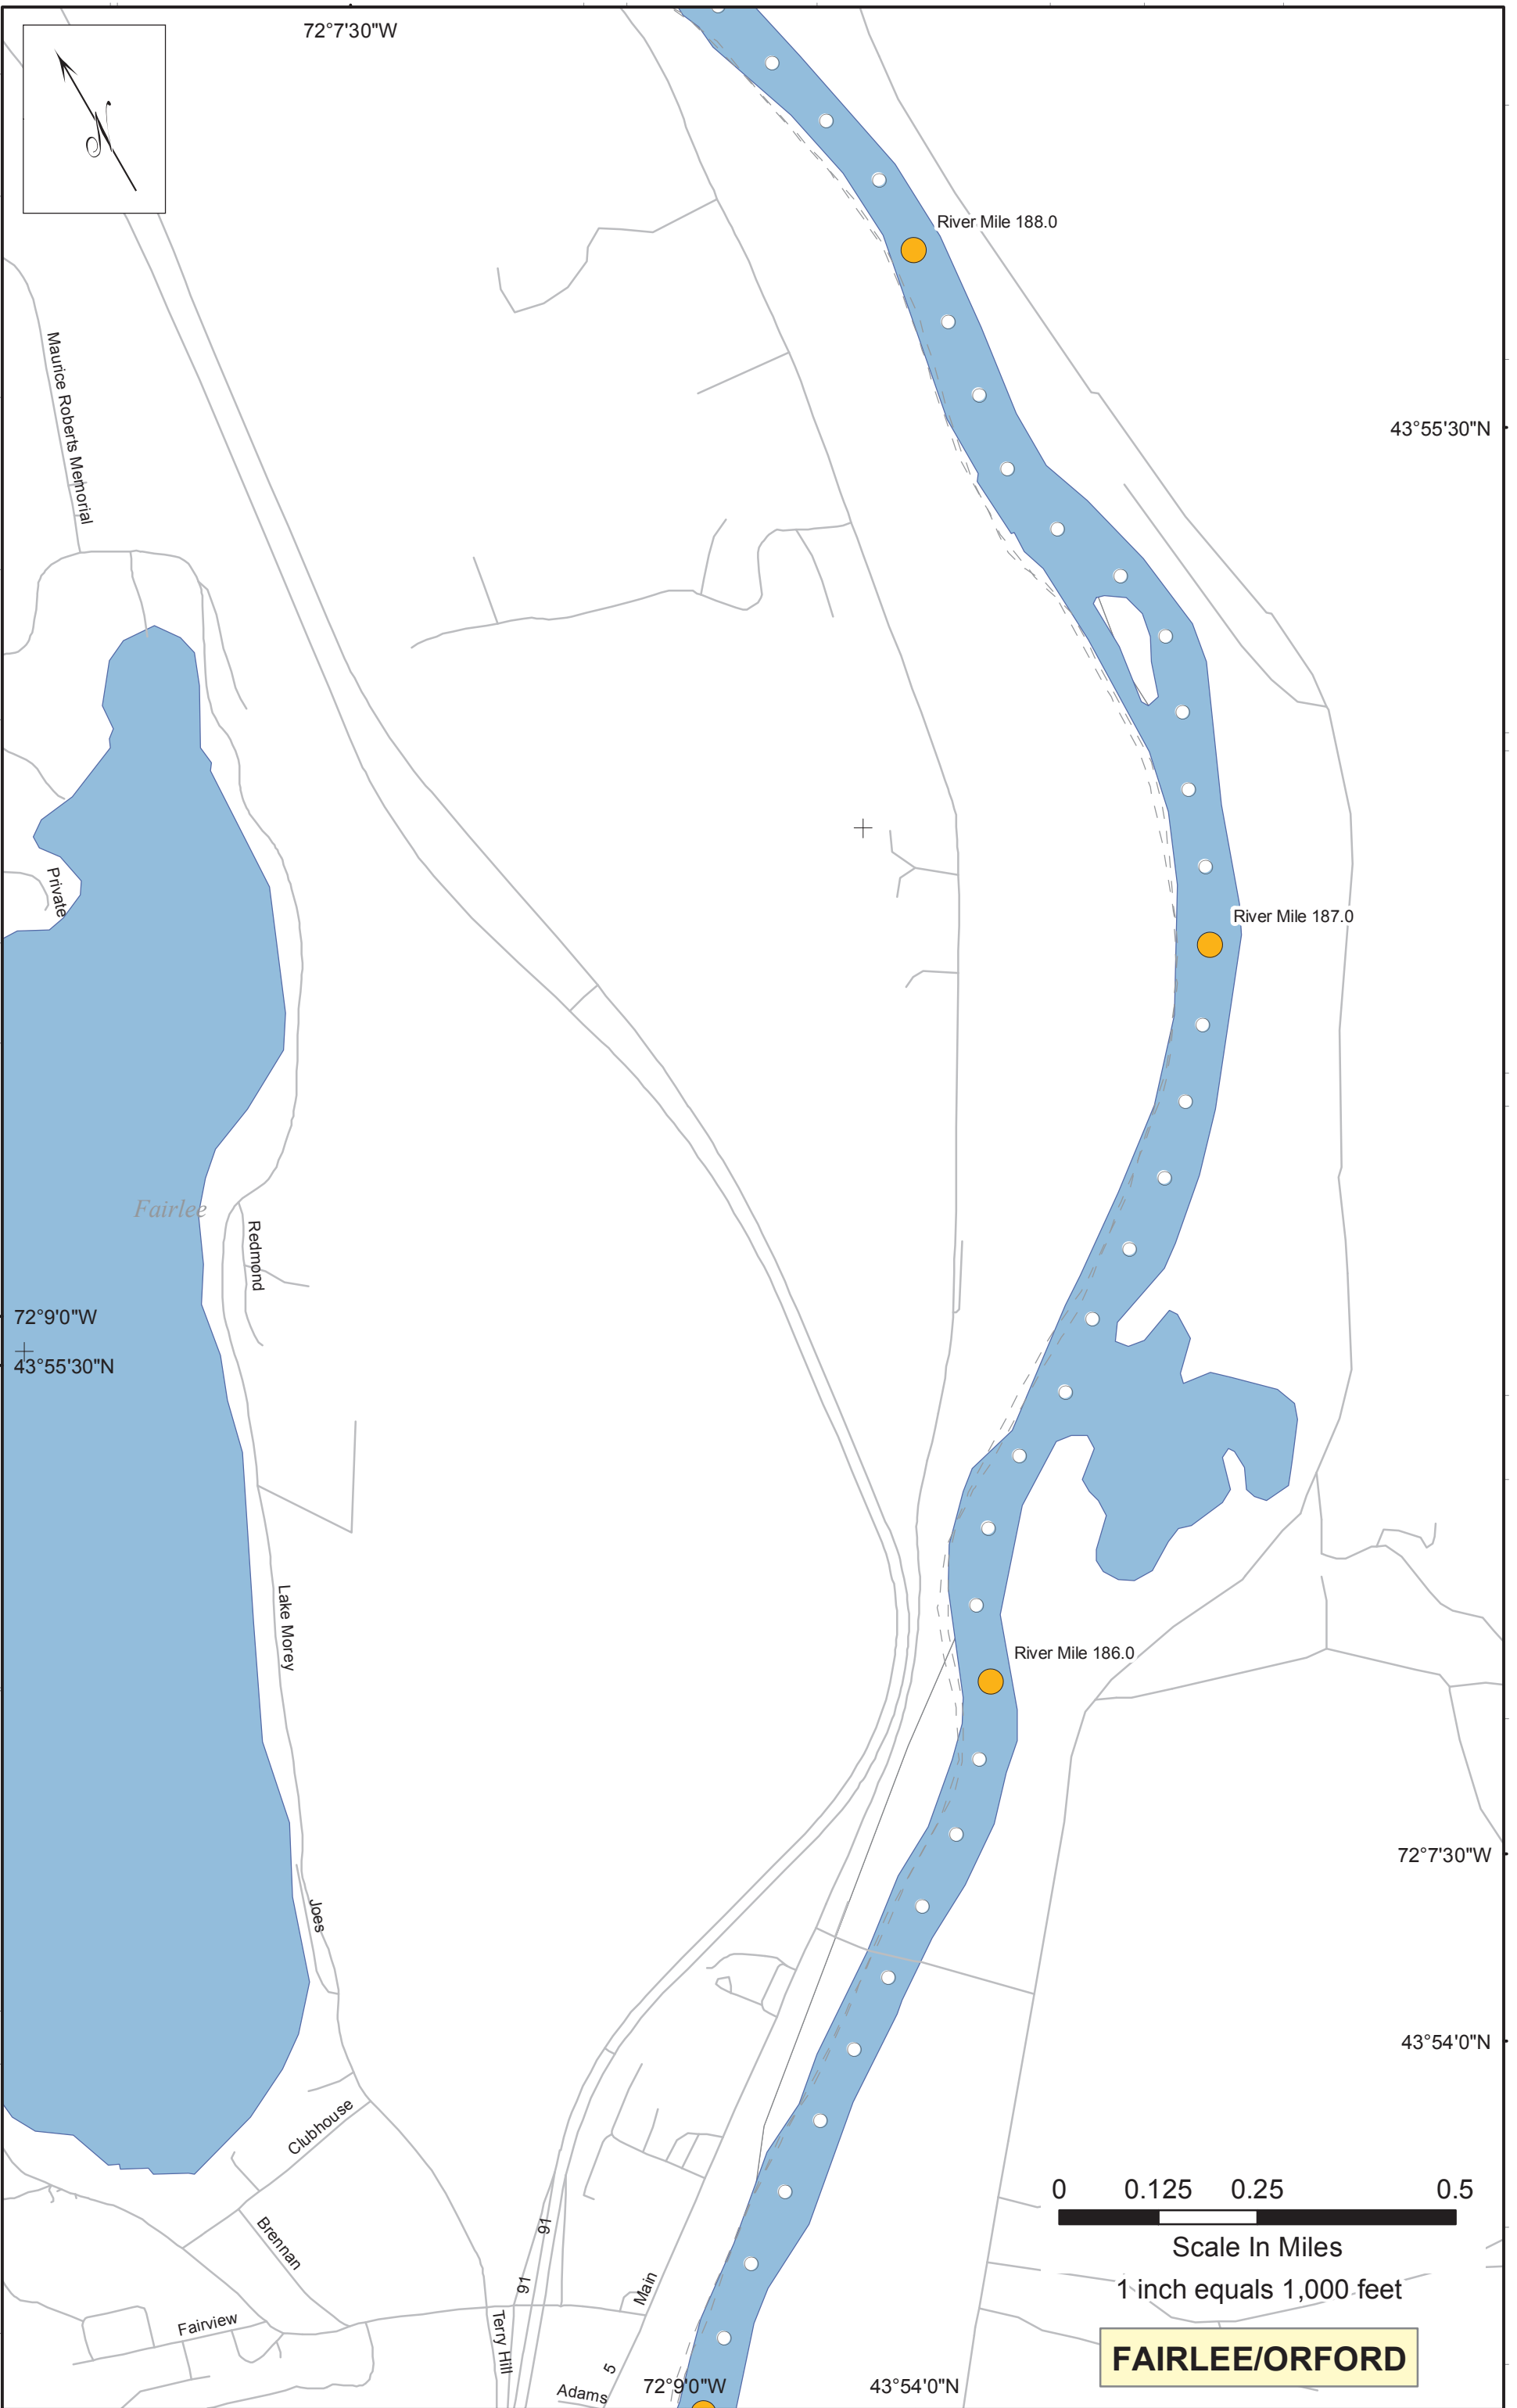 72°7'30"W
N
River Mile 188.0
43°55'30"N
Maurice Roberts Memorial
Private
River Mile 187.0
Fairlee
Redmond
72°9'0"W
43°55'30"N
Lake Morey
River Mile 186.0
72°7'30"W
Joes
43°54'0"N
Clubhouse
0 0.125 0.25 0.5
Scale In Miles
1 inch equals 1,000 feet
Brennan
91
91
Main
Fairview
Terry Hill
5
Adams
72°9'0"W
43°54'0"N
FAIRLEE/ORFORD